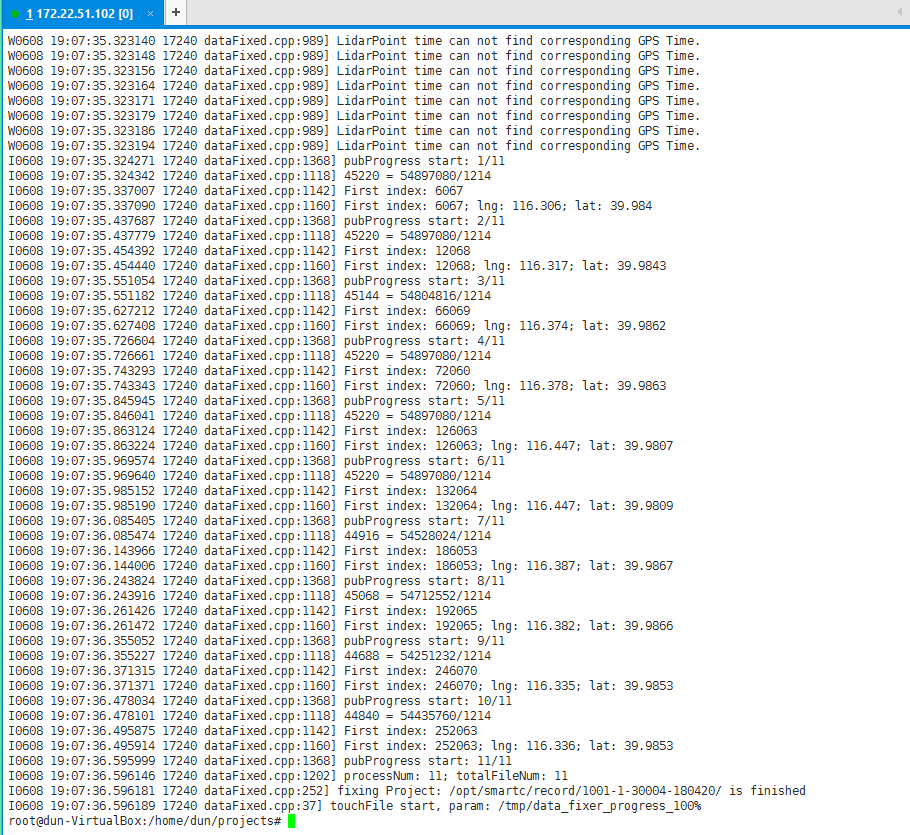 1 172.22.51.102 [0] × +
W0608 19:07:35.323140 17240 dataFixed.cpp:989] LidarPoint time can not find corresponding GPS Time.
W0608 19:07:35.323148 17240 dataFixed.cpp:989] LidarPoint time can not find corresponding GPS Time.
W0608 19:07:35.323156 17240 dataFixed.cpp:989] LidarPoint time can not find corresponding GPS Time.
W0608 19:07:35.323164 17240 dataFixed.cpp:989] LidarPoint time can not find corresponding GPS Time.
W0608 19:07:35.323171 17240 dataFixed.cpp:989] LidarPoint time can not find corresponding GPS Time.
W0608 19:07:35.323179 17240 dataFixed.cpp:989] LidarPoint time can not find corresponding GPS Time.
W0608 19:07:35.323186 17240 dataFixed.cpp:989] LidarPoint time can not find corresponding GPS Time.
W0608 19:07:35.323194 17240 dataFixed.cpp:989] LidarPoint time can not find corresponding GPS Time.
I0608 19:07:35.324271 17240 dataFixed.cpp:1368] pubProgress start: 1/11
I0608 19:07:35.324342 17240 dataFixed.cpp:1118] 45220 = 54897080/1214
I0608 19:07:35.337007 17240 dataFixed.cpp:1142] First index: 6067
I0608 19:07:35.337090 17240 dataFixed.cpp:1160] First index: 6067; lng: 116.306; lat: 39.984
I0608 19:07:35.437687 17240 dataFixed.cpp:1368] pubProgress start: 2/11
I0608 19:07:35.437779 17240 dataFixed.cpp:1118] 45220 = 54897080/1214
I0608 19:07:35.454392 17240 dataFixed.cpp:1142] First index: 12068
I0608 19:07:35.454440 17240 dataFixed.cpp:1160] First index: 12068; lng: 116.317; lat: 39.9843
I0608 19:07:35.551054 17240 dataFixed.cpp:1368] pubProgress start: 3/11
I0608 19:07:35.551182 17240 dataFixed.cpp:1118] 45144 = 54804816/1214
I0608 19:07:35.627212 17240 dataFixed.cpp:1142] First index: 66069
I0608 19:07:35.627408 17240 dataFixed.cpp:1160] First index: 66069; lng: 116.374; lat: 39.9862
I0608 19:07:35.726604 17240 dataFixed.cpp:1368] pubProgress start: 4/11
I0608 19:07:35.726661 17240 dataFixed.cpp:1118] 45220 = 54897080/1214
I0608 19:07:35.743293 17240 dataFixed.cpp:1142] First index: 72060
I0608 19:07:35.743343 17240 dataFixed.cpp:1160] First index: 72060; lng: 116.378; lat: 39.9863
I0608 19:07:35.845945 17240 dataFixed.cpp:1368] pubProgress start: 5/11
I0608 19:07:35.846041 17240 dataFixed.cpp:1118] 45220 = 54897080/1214
I0608 19:07:35.863124 17240 dataFixed.cpp:1142] First index: 126063
I0608 19:07:35.863224 17240 dataFixed.cpp:1160] First index: 126063; lng: 116.447; lat: 39.9807
I0608 19:07:35.969574 17240 dataFixed.cpp:1368] pubProgress start: 6/11
I0608 19:07:35.969640 17240 dataFixed.cpp:1118] 45220 = 54897080/1214
I0608 19:07:35.985152 17240 dataFixed.cpp:1142] First index: 132064
I0608 19:07:35.985190 17240 dataFixed.cpp:1160] First index: 132064; lng: 116.447; lat: 39.9809
I0608 19:07:36.085405 17240 dataFixed.cpp:1368] pubProgress start: 7/11
I0608 19:07:36.085474 17240 dataFixed.cpp:1118] 44916 = 54528024/1214
I0608 19:07:36.143966 17240 dataFixed.cpp:1142] First index: 186053
I0608 19:07:36.144006 17240 dataFixed.cpp:1160] First index: 186053; lng: 116.387; lat: 39.9867
I0608 19:07:36.243824 17240 dataFixed.cpp:1368] pubProgress start: 8/11
I0608 19:07:36.243916 17240 dataFixed.cpp:1118] 45068 = 54712552/1214
I0608 19:07:36.261426 17240 dataFixed.cpp:1142] First index: 192065
I0608 19:07:36.261472 17240 dataFixed.cpp:1160] First index: 192065; lng: 116.382; lat: 39.9866
I0608 19:07:36.355052 17240 dataFixed.cpp:1368] pubProgress start: 9/11
I0608 19:07:36.355227 17240 dataFixed.cpp:1118] 44688 = 54251232/1214
I0608 19:07:36.371315 17240 dataFixed.cpp:1142] First index: 246070
I0608 19:07:36.371371 17240 dataFixed.cpp:1160] First index: 246070; lng: 116.335; lat: 39.9853
I0608 19:07:36.478034 17240 dataFixed.cpp:1368] pubProgress start: 10/11
I0608 19:07:36.478101 17240 dataFixed.cpp:1118] 44840 = 54435760/1214
I0608 19:07:36.495875 17240 dataFixed.cpp:1142] First index: 252063
I0608 19:07:36.495914 17240 dataFixed.cpp:1160] First index: 252063; lng: 116.336; lat: 39.9853
I0608 19:07:36.595999 17240 dataFixed.cpp:1368] pubProgress start: 11/11
I0608 19:07:36.596146 17240 dataFixed.cpp:1202] processNum: 11; totalFileNum: 11
I0608 19:07:36.596181 17240 dataFixed.cpp:252] fixing Project: /opt/smartc/record/1001-1-30004-180420/ is finished
I0608 19:07:36.596189 17240 dataFixed.cpp:37] touchFile start, param: /tmp/data_fixer_progress_100%
root@dun-VirtualBox:/home/dun/projects#